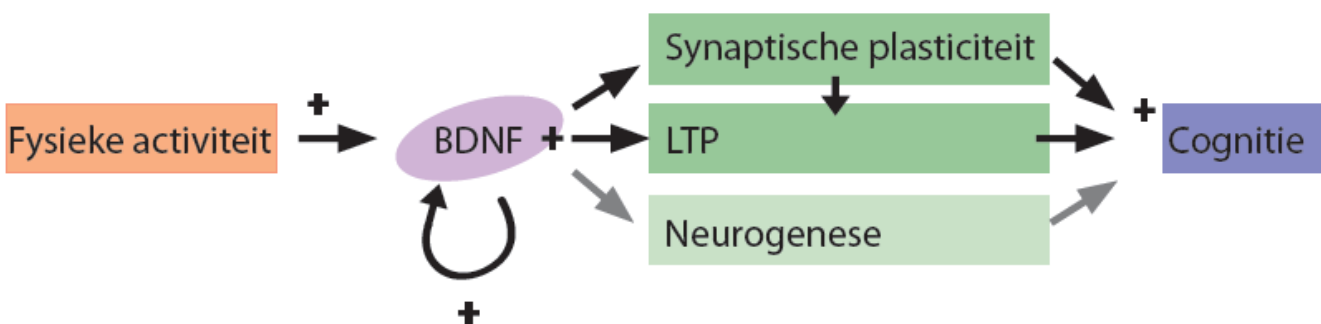 Synaptische plasticiteit
+
+
Fysieke activiteit
BDNF +
LTP
Cognitie
Neurogenese
+